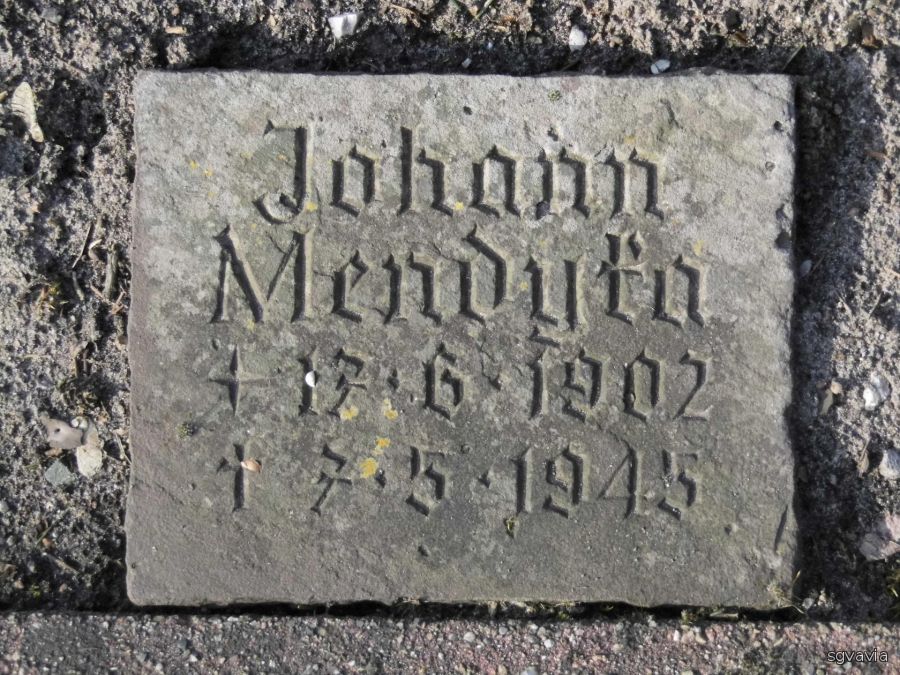 Johann
Mendyka
17·6·1902
† 7·5·1945
sgvavia